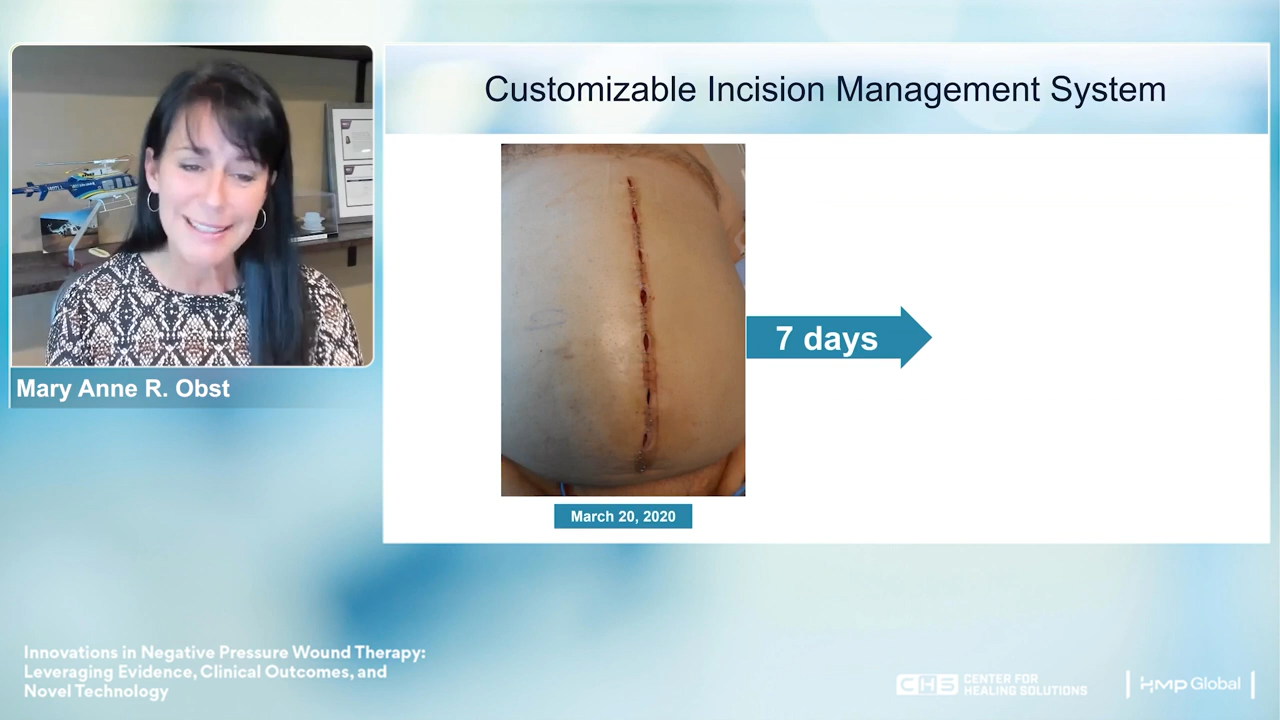 Customizable Incision Management System
7 days
March 20, 2020
Mary Anne R. Obst
Innovations in Negative Pressure Wound Therapy:
Leveraging Evidence, Clinical Outcomes, and
Novel Technology
CHS
CENTER FOR
HEALING SOLUTIONS
HMP Global